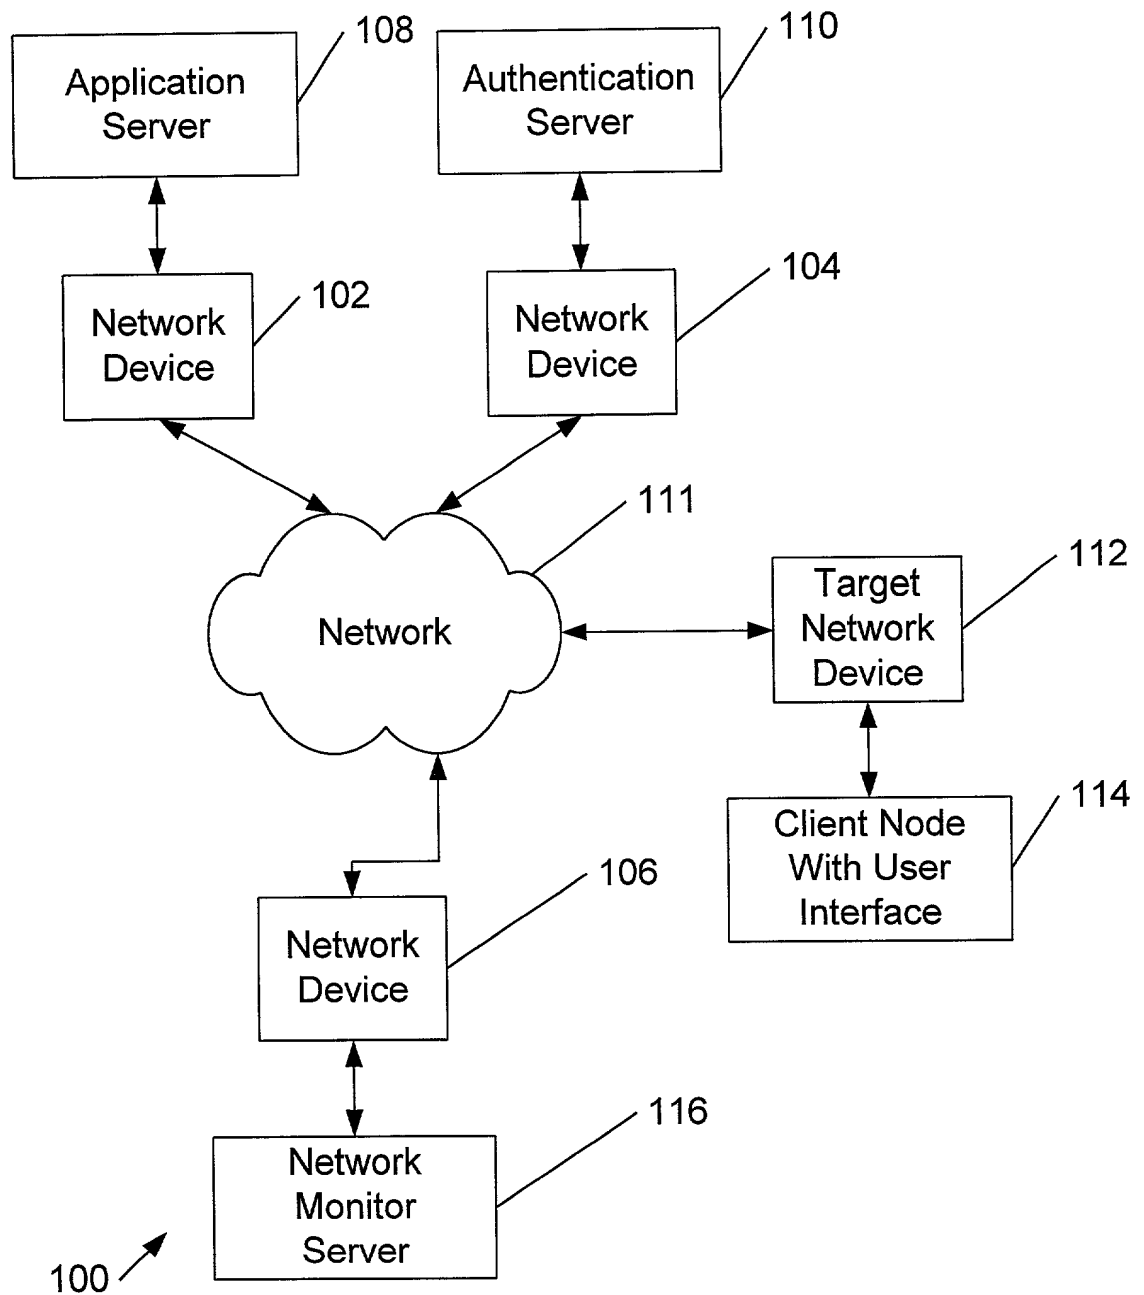 108
Application
Server
110
Authentication
Server
102
Network
Device
104
Network
Device
111
Network
112
Target
Network
Device
114
Client Node
With User
Interface
106
Network
Device
116
Network
Monitor
Server
100